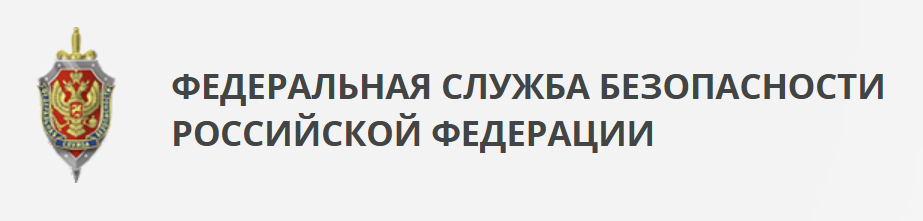 ФЕДЕРАЛЬНАЯ СЛУЖБА БЕЗОПАСНОСТИ
РОССИЙСКОЙ ФЕДЕРАЦИИ